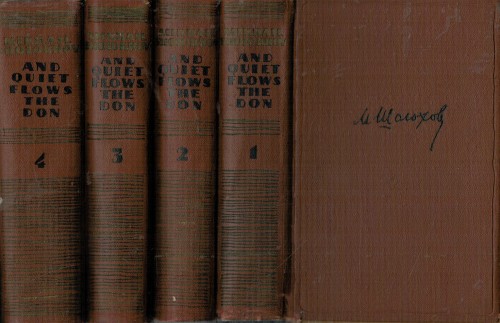 AND
QUIET
FLOWS
THE
DON
4
AND
QUIET
FLOWS
THE
DON
3
AND
QUIET
FLOWS
THE
DON
2
AND
QUIET
FLOWS
THE
DON
1
М Шолохов